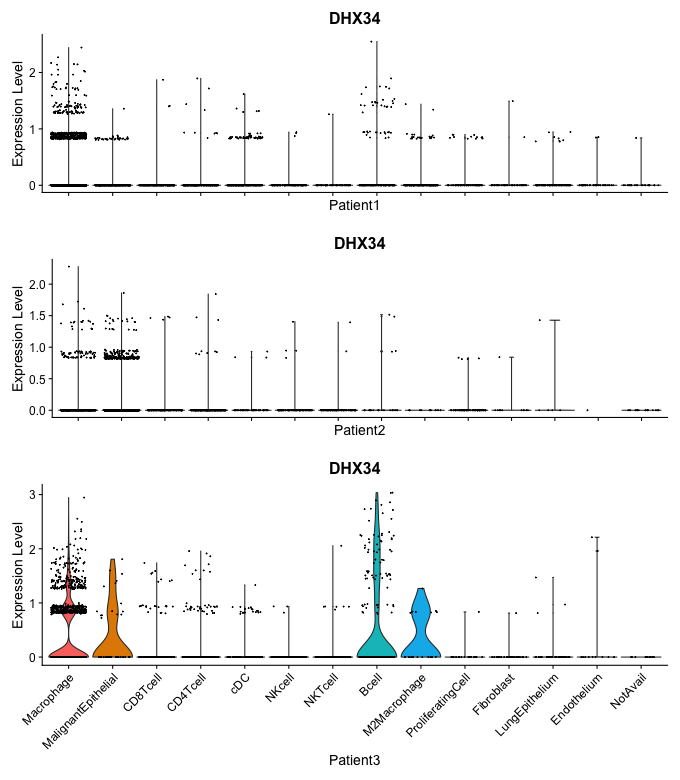 DHX34
Expression Level
2
1
0
Patient1
DHX34
Expression Level
2.0
1.5
1.0
0.5
0.0
Patient2
DHX34
Expression Level
3
2
1
0
Macrophage
MalignantEpithelial
CD8Tcell
CD4Tcell
cDC
NKcell
NKTcell
Bcell
M2Macrophage
ProliferatingCell
Fibroblast
LungEpithelium
Endothelium
NotAvail
Patient3